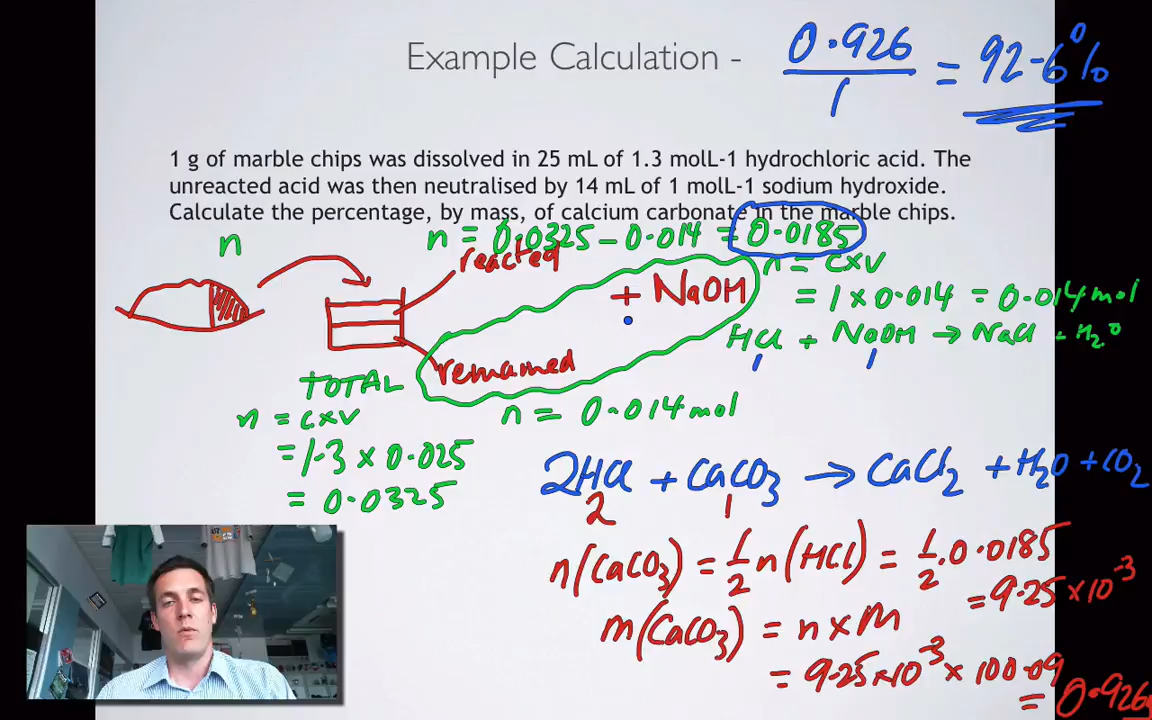 Example Calculation -
0.926
1
= 92.6%
1 g of marble chips was dissolved in 25 mL of 1.3 molL-1 hydrochloric acid. The
unreacted acid was then neutralised by 14 mL of 1 molL-1 sodium hydroxide.
Calculate the percentage, by mass, of calcium carbonate in the marble chips.
n
n = 0.0325 - 0.014 = 0.0185
reacted
n = cxv
+ NaOH
= 1 x 0.014 = 0.014 mol
HCl + NaOH → NaCl + H2O
1 1
remained
TOTAL
n = cxv
n = 0.014 mol
= 1.3 x 0.025
= 0.0325
2HCl + CaCO3 → CaCl2 + H2O + CO2
2 1
n(CaCO3) = 1/2 n(HCl) = 1/2 . 0.0185
= 9.25 x 10^-3
m(CaCO3) = n x M
= 9.25 x 10^-3 x 100.09
= 0.926g